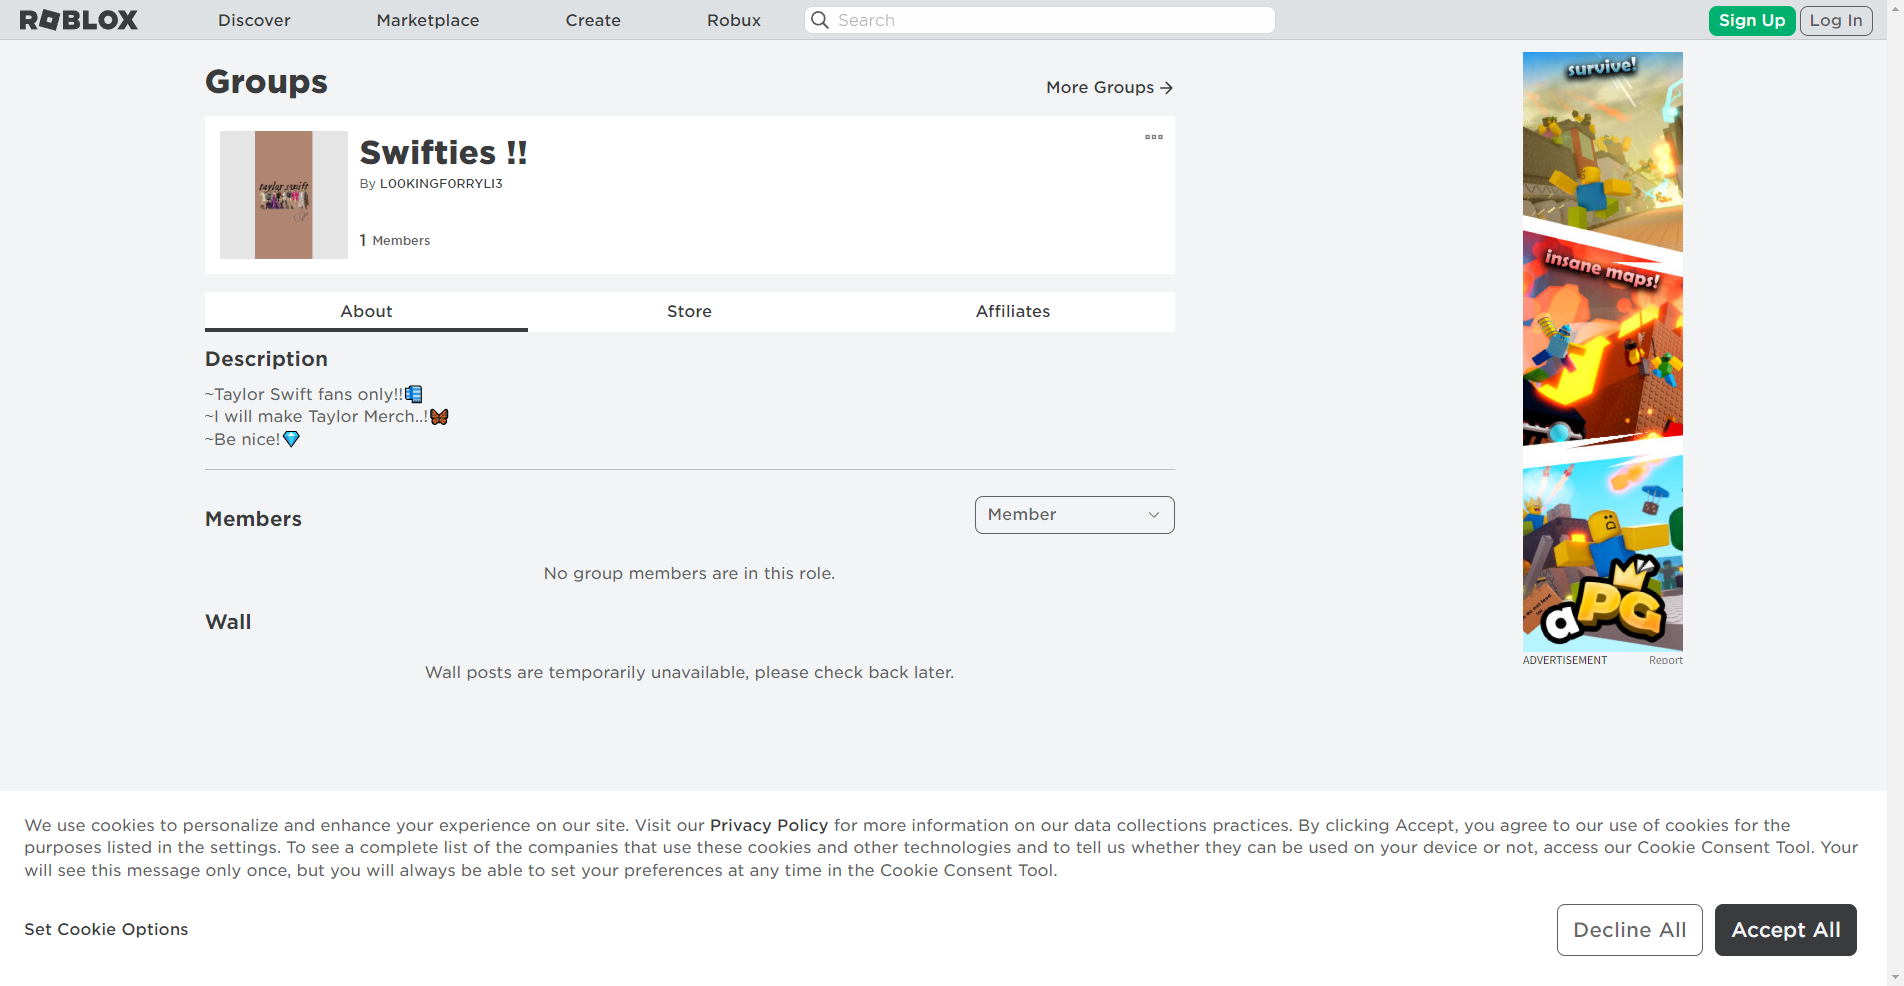 ROBLOX
Discover
Marketplace
Create
Robux
Search
Sign Up
Log In
Groups
More Groups
Swifties !!
By L00KINGF0RRYLI3
1 Members
taylor swift
About
Store
Affiliates
Description
~Taylor Swift fans only!!
~I will make Taylor Merch..!
~Be nice!
Members
Member
No group members are in this role.
Wall
Wall posts are temporarily unavailable, please check back later.
survive!
insane maps!
aPG
ADVERTISEMENT
Report
We use cookies to personalize and enhance your experience on our site. Visit our Privacy Policy for more information on our data collections practices. By clicking Accept, you agree to our use of cookies for the
purposes listed in the settings. To see a complete list of the companies that use these cookies and other technologies and to tell us whether they can be used on your device or not, access our Cookie Consent Tool. Your
will see this message only once, but you will always be able to set your preferences at any time in the Cookie Consent Tool.
Set Cookie Options
Decline All
Accept All